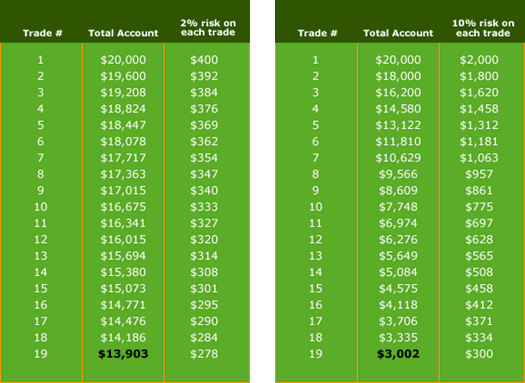 Trade # Total Account 2% risk on each trade
1 $20,000 $400
2 $19,600 $392
3 $19,208 $384
4 $18,824 $376
5 $18,447 $369
6 $18,078 $362
7 $17,717 $354
8 $17,363 $347
9 $17,015 $340
10 $16,675 $333
11 $16,341 $327
12 $16,015 $320
13 $15,694 $314
14 $15,380 $308
15 $15,073 $301
16 $14,771 $295
17 $14,476 $290
18 $14,186 $284
19 $13,903 $278
Trade # Total Account 10% risk on each trade
1 $20,000 $2,000
2 $18,000 $1,800
3 $16,200 $1,620
4 $14,580 $1,458
5 $13,122 $1,312
6 $11,810 $1,181
7 $10,629 $1,063
8 $9,566 $957
9 $8,609 $861
10 $7,748 $775
11 $6,974 $697
12 $6,276 $628
13 $5,649 $565
14 $5,084 $508
15 $4,575 $458
16 $4,118 $412
17 $3,706 $371
18 $3,335 $334
19 $3,002 $300